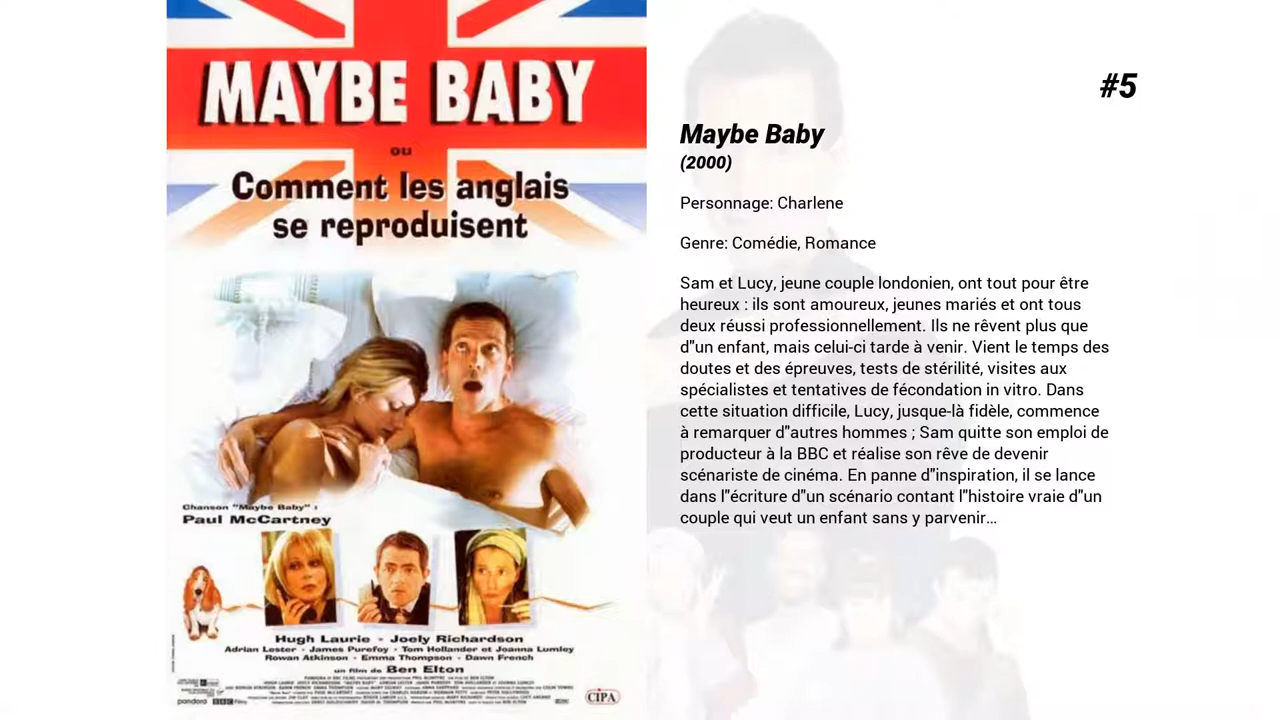 MAYBE BABY
ou
Comment les anglais
se reproduisent
Chanson "Maybe Baby" :
Paul McCartney
Hugh Laurie - Joely Richardson
Adrian Lester - James Purefoy - Tom Hollander et Joanna Lumley
Rowan Atkinson - Emma Thompson - Dawn French
un film de Ben Elton
pandora BBC Films
CIPA
#5
Maybe Baby
(2000)
Personnage: Charlene
Genre: Comédie, Romance
Sam et Lucy, jeune couple londonien, ont tout pour être
heureux : ils sont amoureux, jeunes mariés et ont tous
deux réussi professionnellement. Ils ne rêvent plus que
d"un enfant, mais celui-ci tarde à venir. Vient le temps des
doutes et des épreuves, tests de stérilité, visites aux
spécialistes et tentatives de fécondation in vitro. Dans
cette situation difficile, Lucy, jusque-là fidèle, commence
à remarquer d"autres hommes ; Sam quitte son emploi de
producteur à la BBC et réalise son rêve de devenir
scénariste de cinéma. En panne d"inspiration, il se lance
dans l"écriture d"un scénario contant l"histoire vraie d"un
couple qui veut un enfant sans y parvenir...